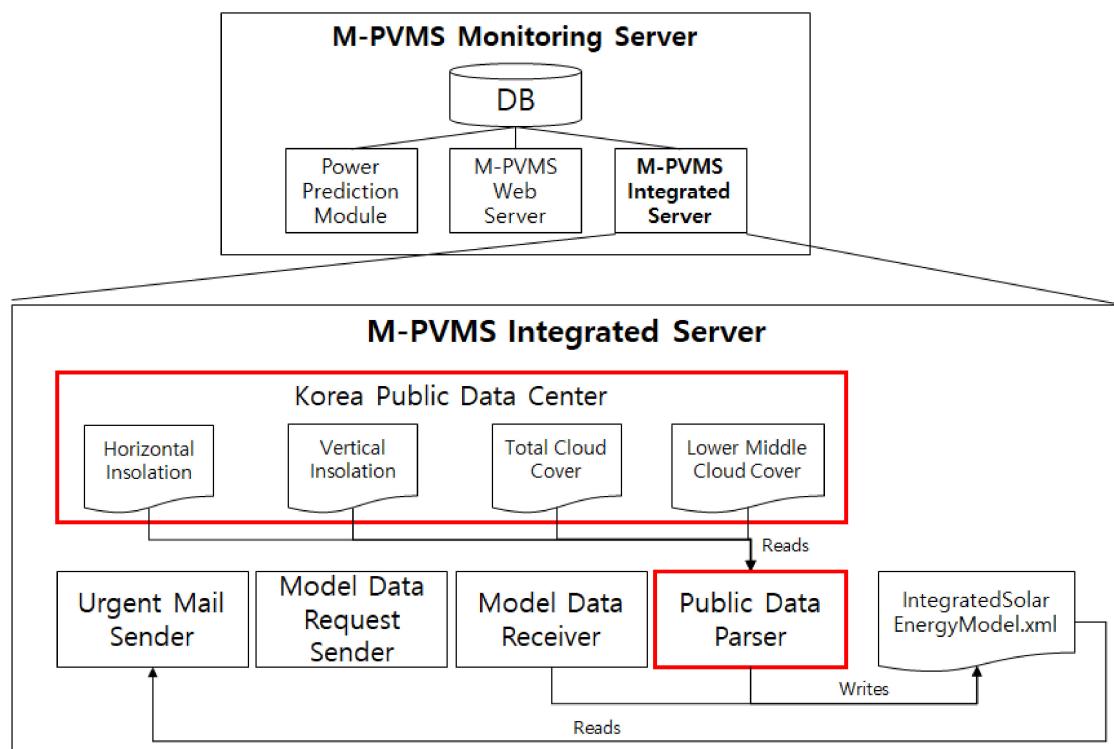 M-PVMS Monitoring Server
DB
Power
Prediction
Module
M-PVMS
Web
Server
M-PVMS
Integrated
Server
M-PVMS Integrated Server
Korea Public Data Center
Horizontal
Insolation
Vertical
Insolation
Total Cloud
Cover
Lower Middle
Cloud Cover
Reads
Urgent Mail
Sender
Model Data
Request
Sender
Model Data
Receiver
Public Data
Parser
IntegratedSolar
EnergyModel.xml
Writes
Reads